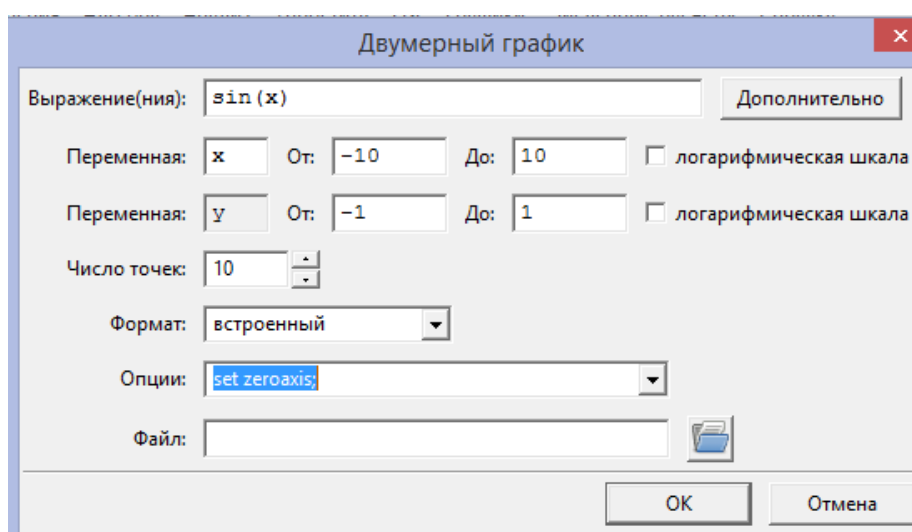 Двумерный график
Выражение(ния): sin(x) Дополнительно
Переменная: x От: -10 До: 10 логарифмическая шкала
Переменная: y От: -1 До: 1 логарифмическая шкала
Число точек: 10
Формат: встроенный
Опции: set zeroaxis;
Файл:
OK Отмена